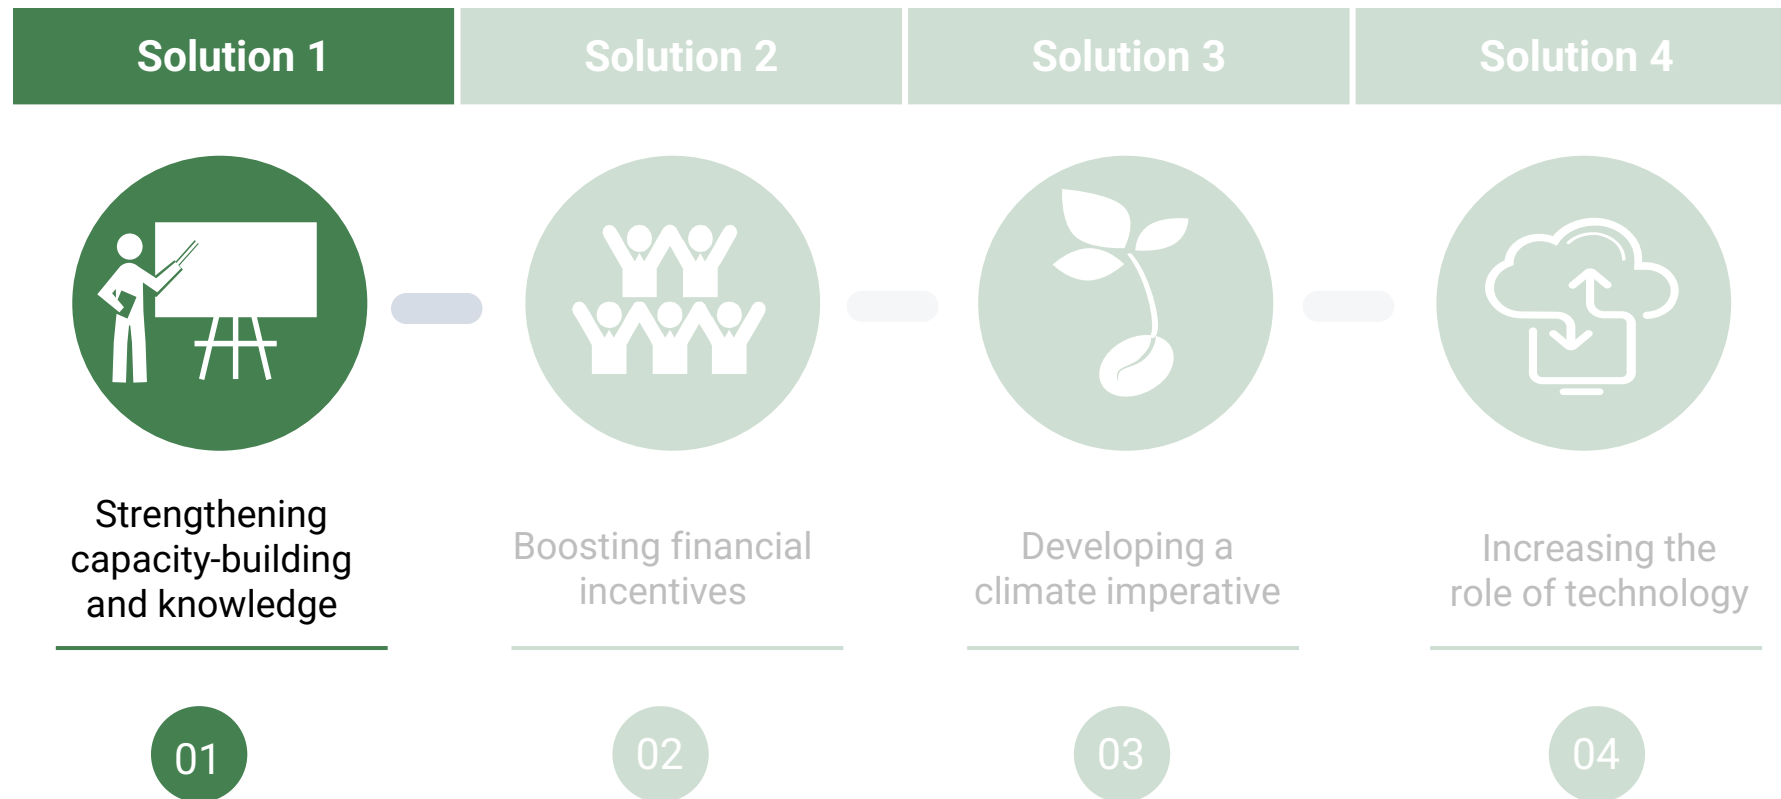 Solution 1
Solution 2
Solution 3
Solution 4
Strengthening
capacity-building
and knowledge
Boosting financial
incentives
Developing a
climate imperative
Increasing the
role of technology
01
02
03
04